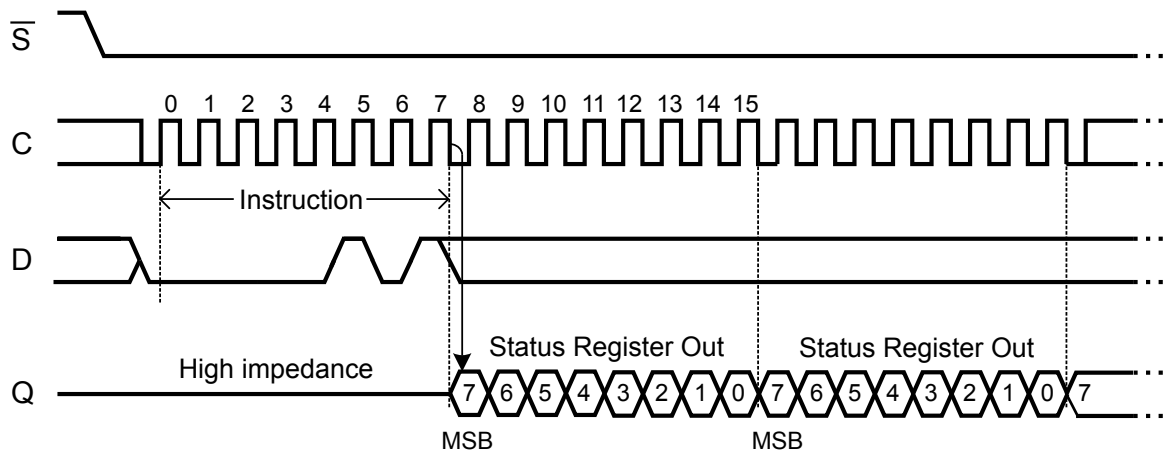 S
0 1 2 3 4 5 6 7 8 9 10 11 12 13 14 15
C
Instruction
D
Status Register Out Status Register Out
High impedance
Q 7 6 5 4 3 2 1 0 7 6 5 4 3 2 1 0 7
MSB MSB